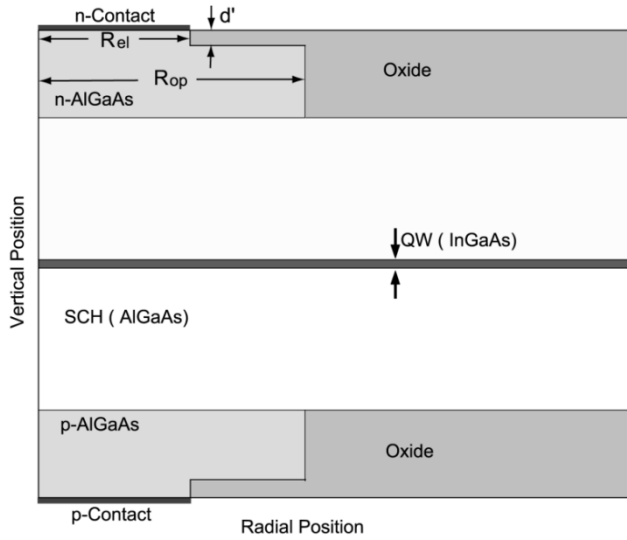 n-Contact
d'
Rel
Oxide
Rop
n-AlGaAs
QW ( InGaAs)
Vertical Position
SCH ( AlGaAs)
p-AlGaAs
Oxide
p-Contact
Radial Position